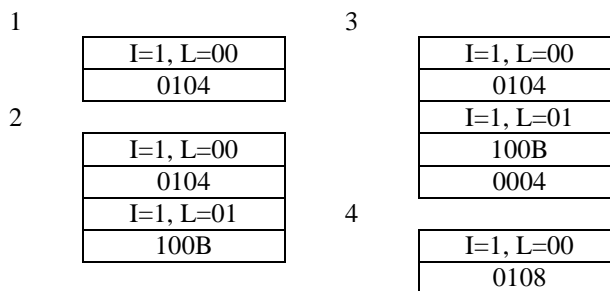 1
I=1, L=00
0104
2
I=1, L=00
0104
I=1, L=01
100B
3
I=1, L=00
0104
I=1, L=01
100B
0004
4
I=1, L=00
0108